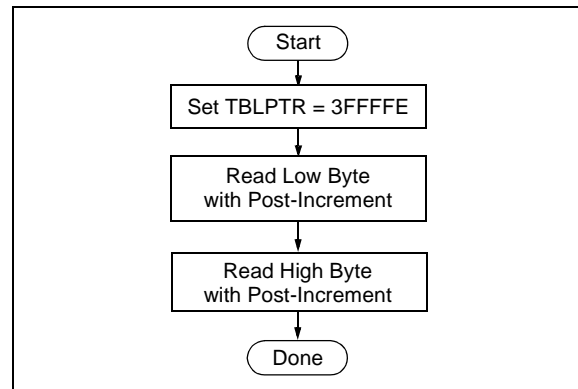 Start
Set TBLPTR = 3FFFFE
Read Low Byte
with Post-Increment
Read High Byte
with Post-Increment
Done